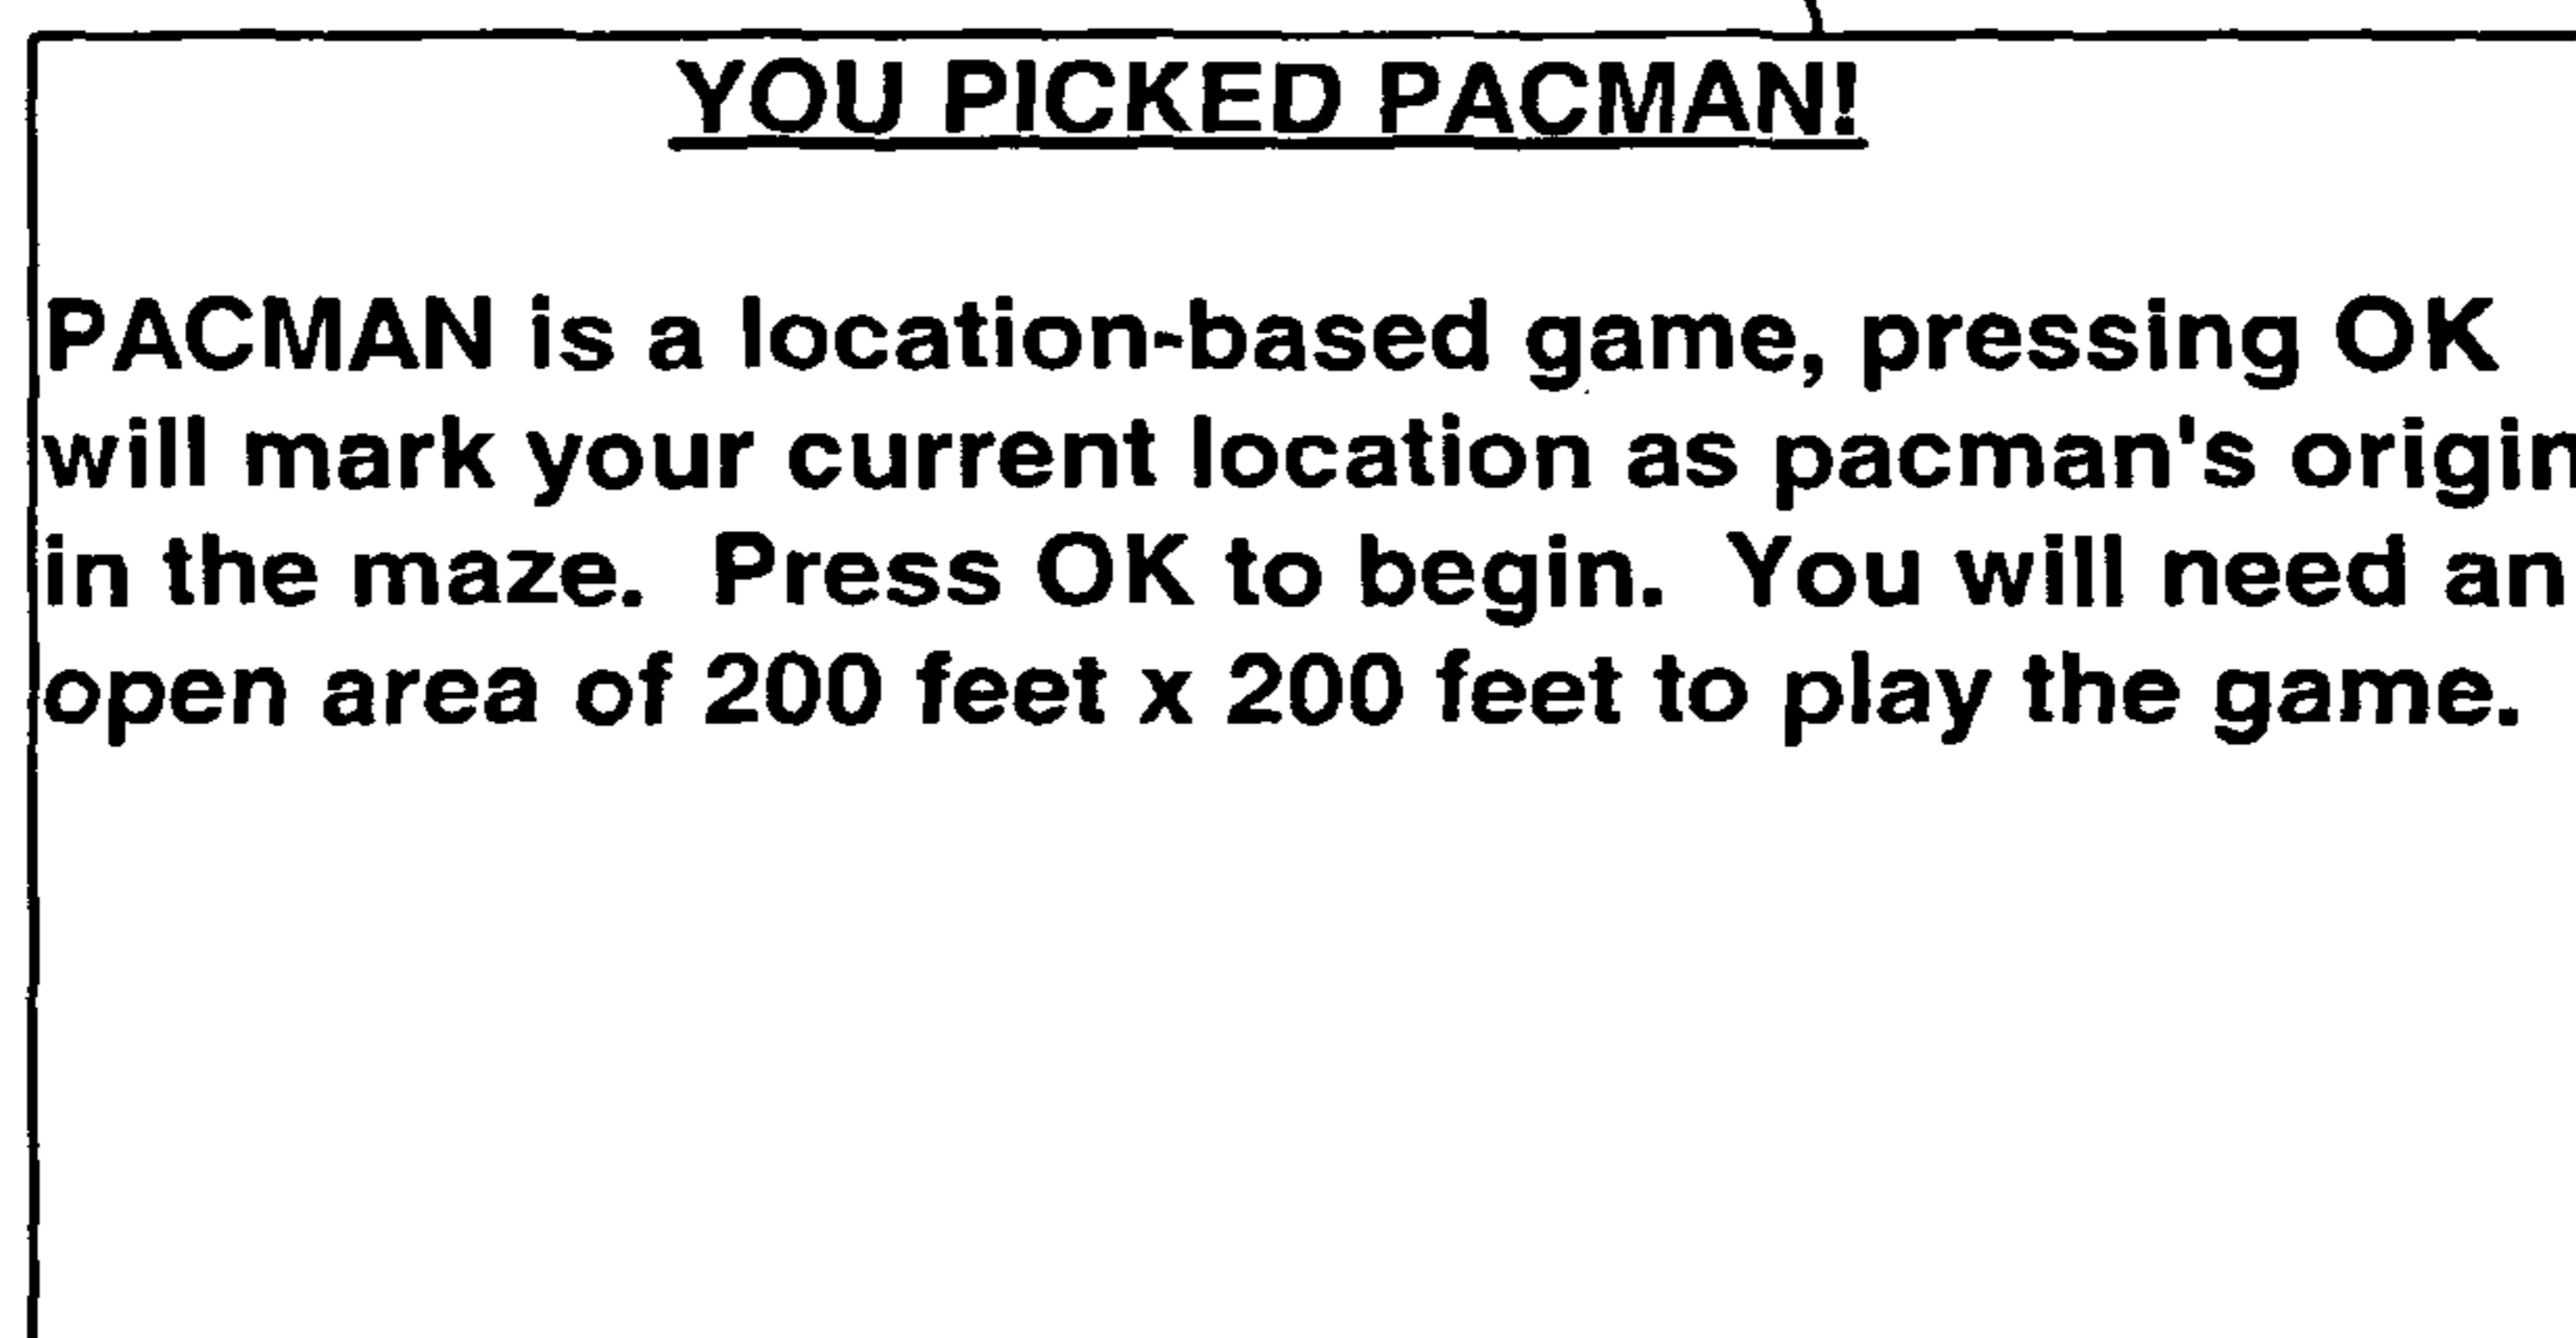 YOU PICKED PACMAN!
PACMAN is a location-based game, pressing OK
will mark your current location as pacman's origin
in the maze.  Press OK to begin.  You will need an
open area of 200 feet x 200 feet to play the game.